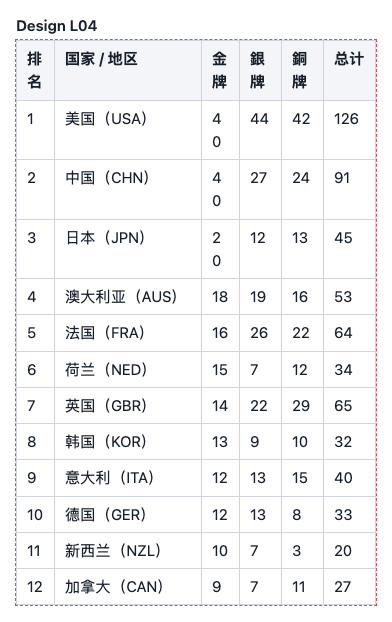 Design L04
排名 国家 / 地区 金牌 銀牌 銅牌 总计
1 美国（USA） 40 44 42 126
2 中国（CHN） 40 27 24 91
3 日本（JPN） 20 12 13 45
4 澳大利亚（AUS） 18 19 16 53
5 法国（FRA） 16 26 22 64
6 荷兰（NED） 15 7 12 34
7 英国（GBR） 14 22 29 65
8 韩国（KOR） 13 9 10 32
9 意大利（ITA） 12 13 15 40
10 德国（GER） 12 13 8 33
11 新西兰（NZL） 10 7 3 20
12 加拿大（CAN） 9 7 11 27